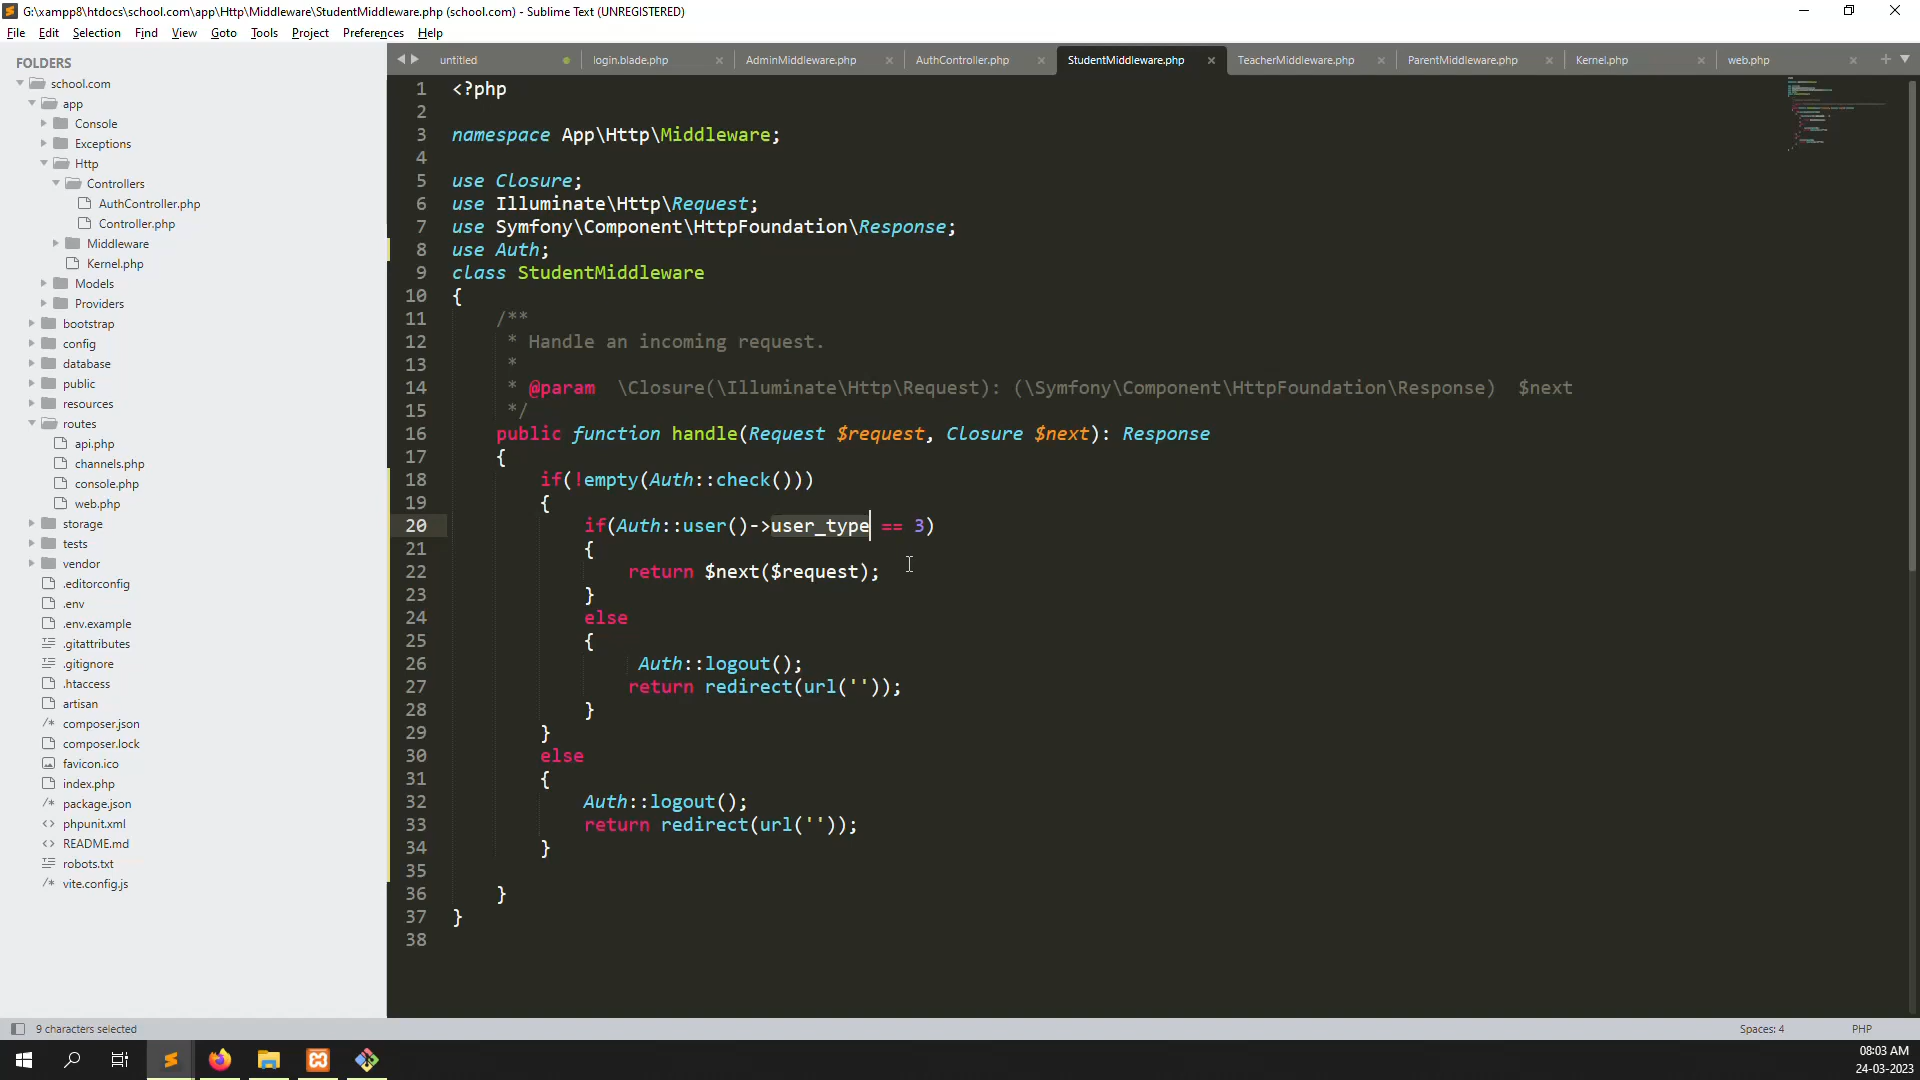 G:\xampp8\htdocs\school.com\app\Http\Middleware\StudentMiddleware.php (school.com) - Sublime Text (UNREGISTERED)
File Edit Selection Find View Goto Tools Project Preferences Help
FOLDERS
school.com
app
Console
Exceptions
Http
Controllers
AuthController.php
Controller.php
Middleware
Kernel.php
Models
Providers
bootstrap
config
database
public
resources
routes
api.php
channels.php
console.php
web.php
storage
tests
vendor
.editorconfig
.env
.env.example
.gitattributes
.gitignore
.htaccess
artisan
/* composer.json
composer.lock
favicon.ico
index.php
/* package.json
<> phpunit.xml
<> README.md
robots.txt
/* vite.config.js
untitled login.blade.php AdminMiddleware.php AuthController.php StudentMiddleware.php TeacherMiddleware.php ParentMiddleware.php Kernel.php web.php
1 <?php
2
3 namespace App\Http\Middleware;
4
5 use Closure;
6 use Illuminate\Http\Request;
7 use Symfony\Component\HttpFoundation\Response;
8 use Auth;
9 class StudentMiddleware
10 {
11 /**
12 * Handle an incoming request.
13 *
14 * @param  \Closure(\Illuminate\Http\Request): (\Symfony\Component\HttpFoundation\Response)  $next
15 */
16 public function handle(Request $request, Closure $next): Response
17 {
18 if(!empty(Auth::check()))
19 {
20 if(Auth::user()->user_type == 3)
21 {
22 return $next($request);
23 }
24 else
25 {
26 Auth::logout();
27 return redirect(url(''));
28 }
29 }
30 else
31 {
32 Auth::logout();
33 return redirect(url(''));
34 }
35
36 }
37 }
38
9 characters selected Spaces: 4 PHP
08:03 AM
24-03-2023